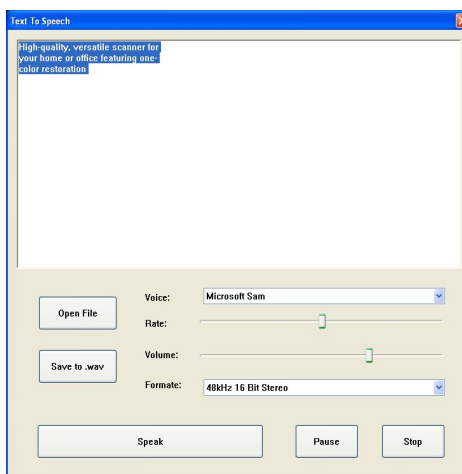 Text To Speech
High-quality, versatile scanner for
your home or office featuring one-
color restoration
Open File
Voice:
Microsoft Sam
Rate:
Save to .wav
Volume:
Formate:
48kHz 16 Bit Stereo
Speak
Pause
Stop